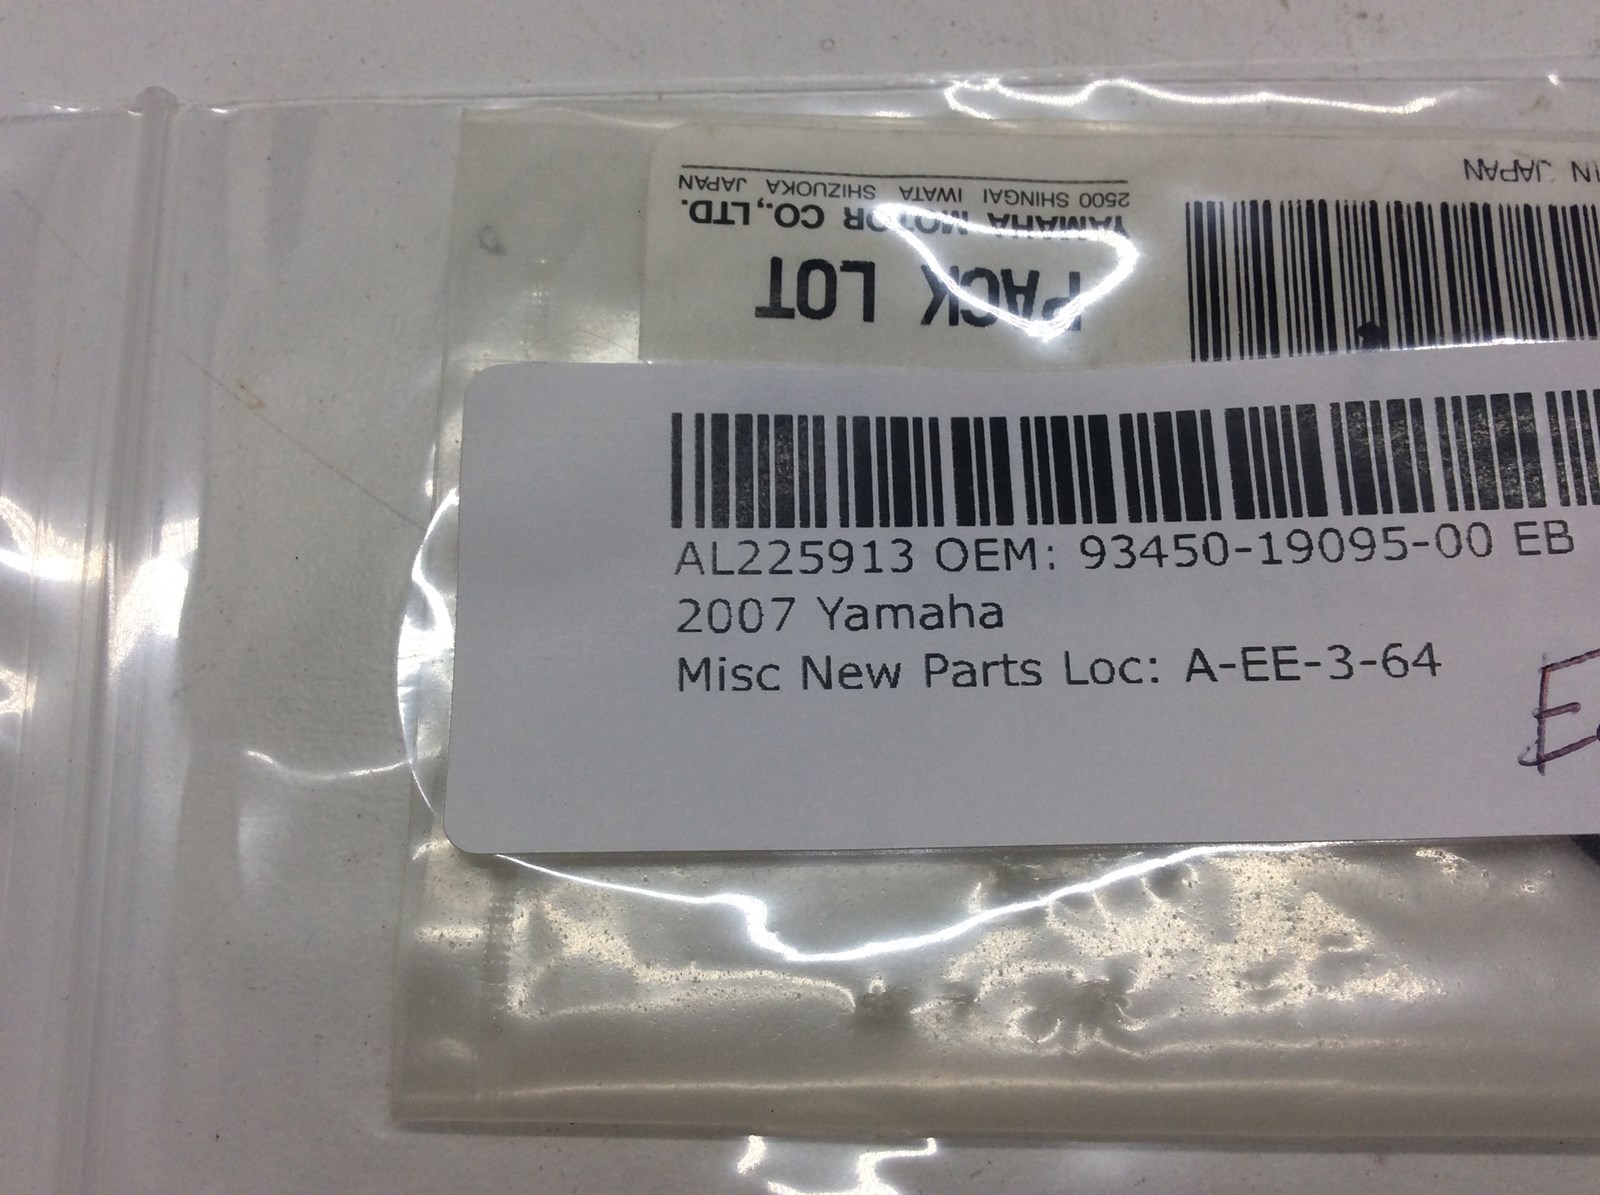 IN JAPAN
2500 SHINGAI IWATA SHIZUOKA JAPAN
YAMAHA MOTOR CO., LTD.
PACK LOT
AL225913 OEM: 93450-19095-00 EB
2007 Yamaha
Misc New Parts Loc: A-EE-3-64